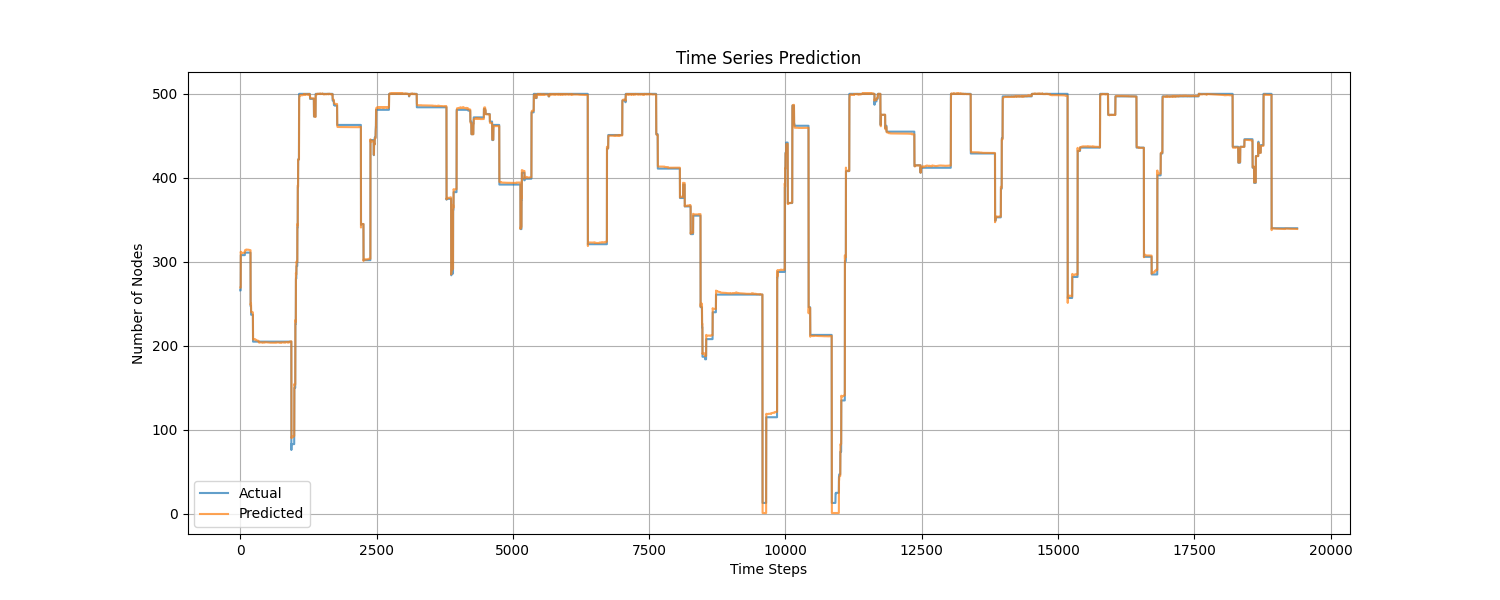 Time Series Prediction
Number of Nodes
500
400
300
200
100
0
Actual
Predicted
0 2500 5000 7500 10000 12500 15000 17500 20000
Time Steps